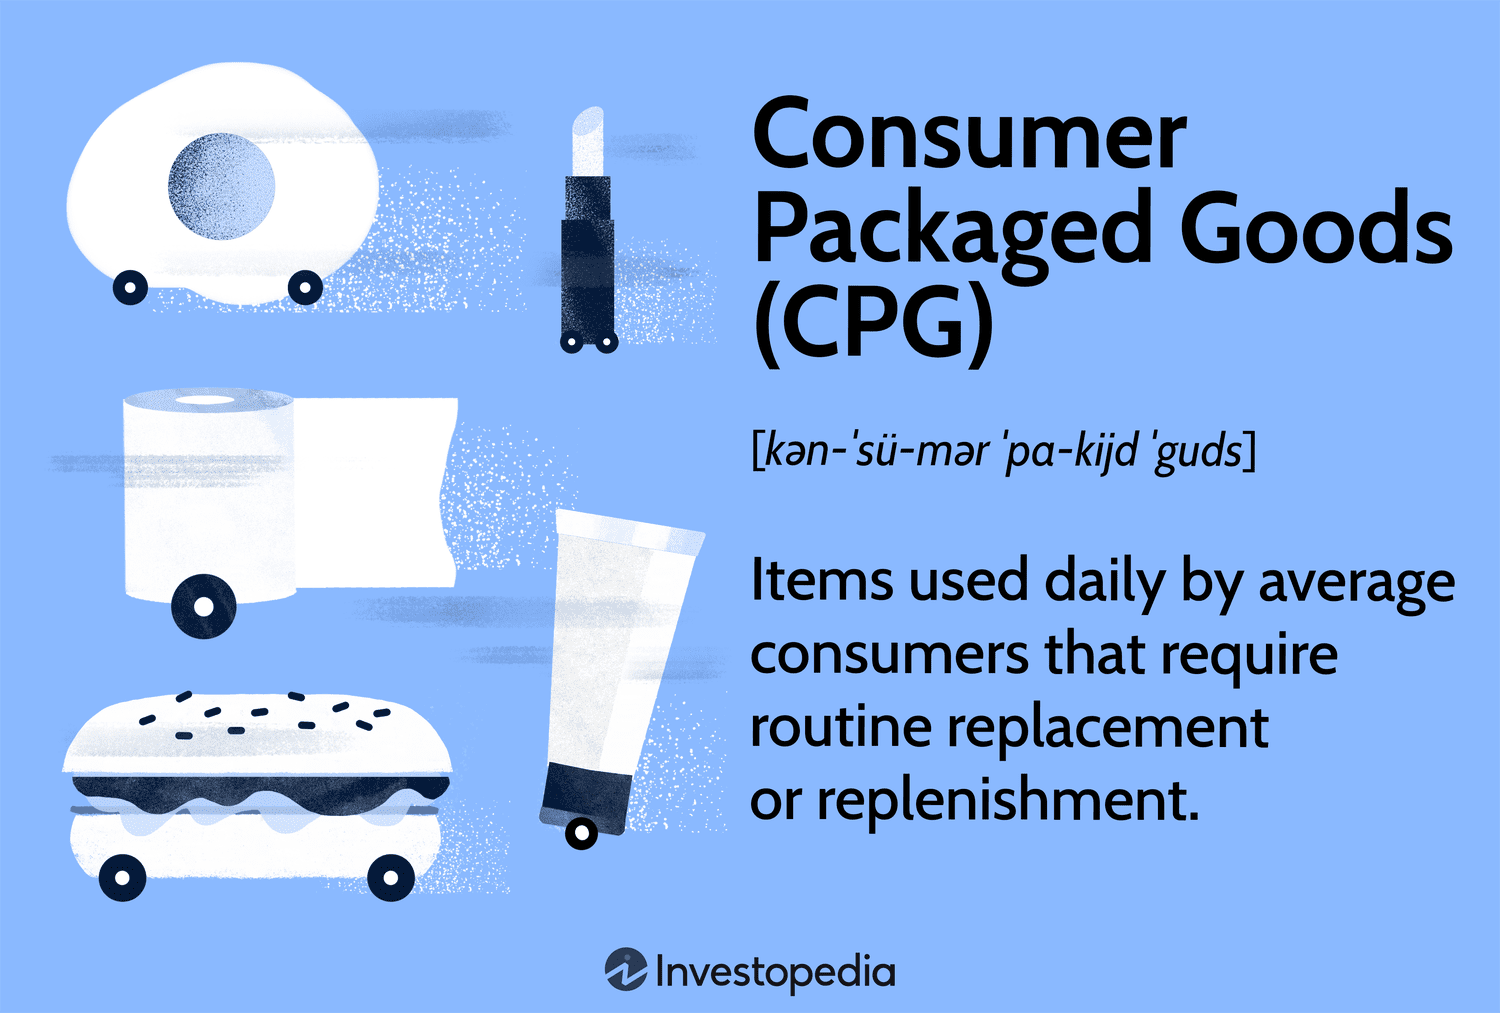 Consumer
Packaged Goods
(CPG)
[kən-ˈsü-mər ˈpa-kijd ˈguds]
Items used daily by average
consumers that require
routine replacement
or replenishment.
Investopedia